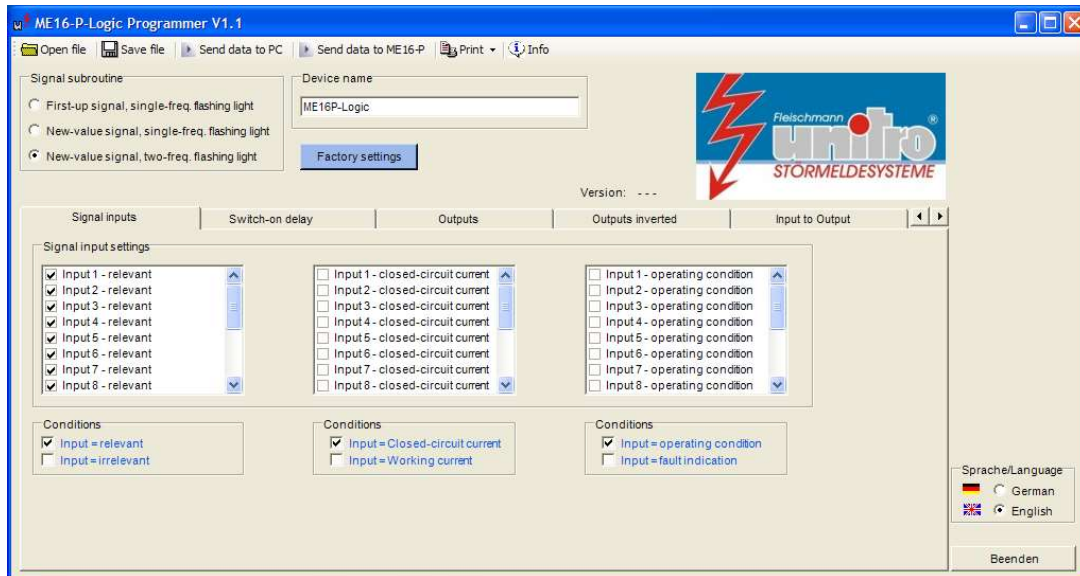 ME16-P-Logic Programmer V1.1
Open file Save file Send data to PC Send data to ME16-P Print Info
Signal subroutine
First-up signal, single-freq. flashing light
New-value signal, single-freq. flashing light
New-value signal, two-freq. flashing light
Device name
ME16P-Logic
Factory settings
Version: - - -
Fleischmann
unitro ®
STÖRMELDESYSTEME
Signal inputs Switch-on delay Outputs Outputs inverted Input to Output
Signal input settings
Input 1 - relevant
Input 2 - relevant
Input 3 - relevant
Input 4 - relevant
Input 5 - relevant
Input 6 - relevant
Input 7 - relevant
Input 8 - relevant
Input 1 - closed-circuit current
Input 2 - closed-circuit current
Input 3 - closed-circuit current
Input 4 - closed-circuit current
Input 5 - closed-circuit current
Input 6 - closed-circuit current
Input 7 - closed-circuit current
Input 8 - closed-circuit current
Input 1 - operating condition
Input 2 - operating condition
Input 3 - operating condition
Input 4 - operating condition
Input 5 - operating condition
Input 6 - operating condition
Input 7 - operating condition
Input 8 - operating condition
Conditions
Input = relevant
Input = irrelevant
Conditions
Input = Closed-circuit current
Input = Working current
Conditions
Input = operating condition
Input = fault indication
Sprache/Language
German
English
Beenden